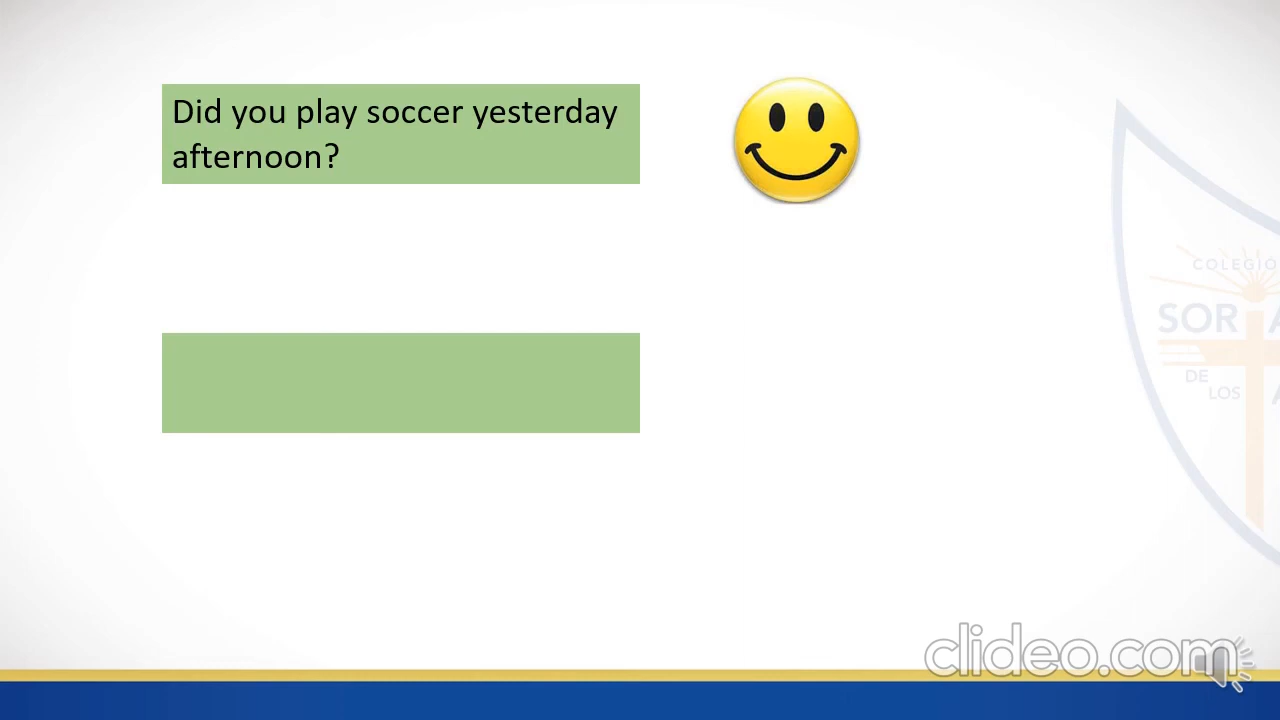 Did you play soccer yesterday
afternoon?
COLEGIO
SOR
DE
LOS
clideo.com